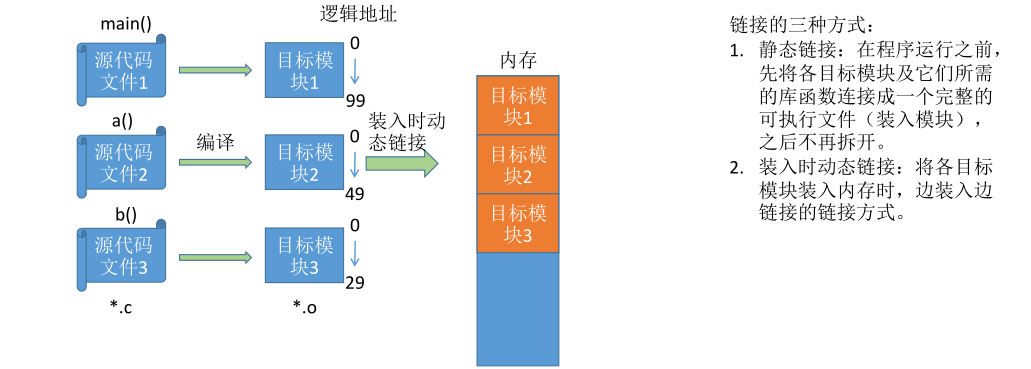 main()
逻辑地址
源代码
文件1
目标模
块1
0
99
a()
源代码
文件2
编译
目标模
块2
0
49
装入时动
态链接
b()
源代码
文件3
目标模
块3
0
29
*.c
*.o
内存
目标模
块1
目标模
块2
目标模
块3
链接的三种方式：
1. 静态链接：在程序运行之前，
先将各目标模块及它们所需
的库函数连接成一个完整的
可执行文件（装入模块），
之后不再拆开。
2. 装入时动态链接：将各目标
模块装入内存时，边装入边
链接的链接方式。